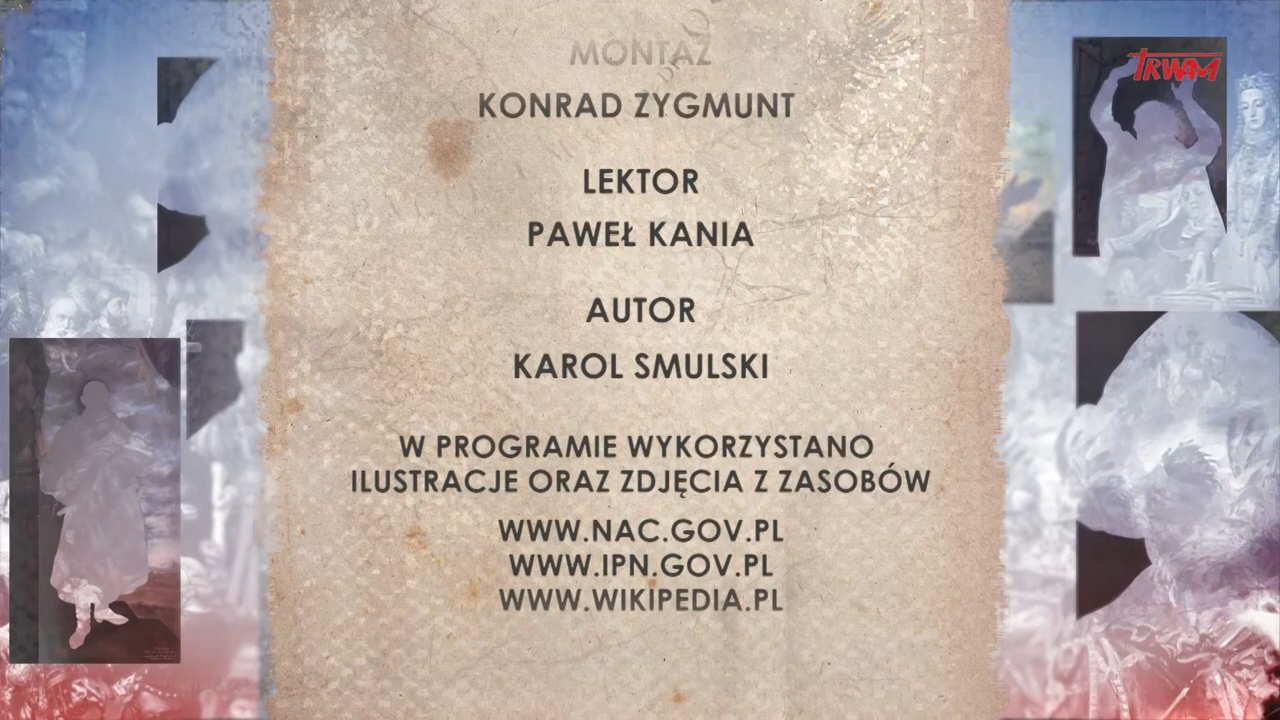 MONTAŻ
KONRAD ZYGMUNT
LEKTOR
PAWEŁ KANIA
AUTOR
KAROL SMULSKI
W PROGRAMIE WYKORZYSTANO
ILUSTRACJE ORAZ ZDJĘCIA Z ZASOBÓW
WWW.NAC.GOV.PL
WWW.IPN.GOV.PL
WWW.WIKIPEDIA.PL
TRWAM